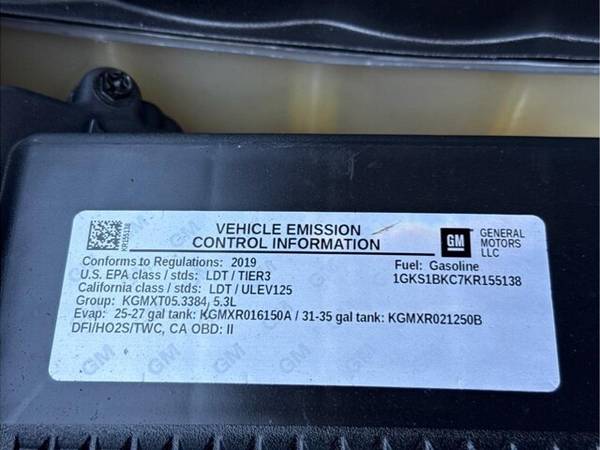 VEHICLE EMISSION
CONTROL INFORMATION
GM
GENERAL
MOTORS
LLC
Conforms to Regulations: 2019
Fuel: Gasoline
U.S. EPA class / stds: LDT / TIER3
1GKS1BKC7KR155138
California class / stds: LDT / ULEV125
Group: KGMXT05.3384, 5.3L
Evap: 25-27 gal tank: KGMXR016150A / 31-35 gal tank: KGMXR021250B
DFI/HO2S/TWC, CA OBD: II